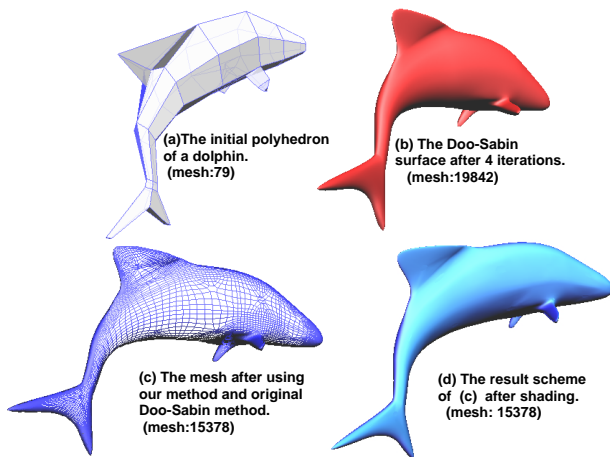 (a)The initial polyhedron
of a dolphin.
(mesh:79)
(b) The Doo-Sabin
surface after 4 iterations.
(mesh:19842)
(c) The mesh after using
our method and original
Doo-Sabin method.
(mesh:15378)
(d) The result scheme
of (c) after shading.
(mesh: 15378)